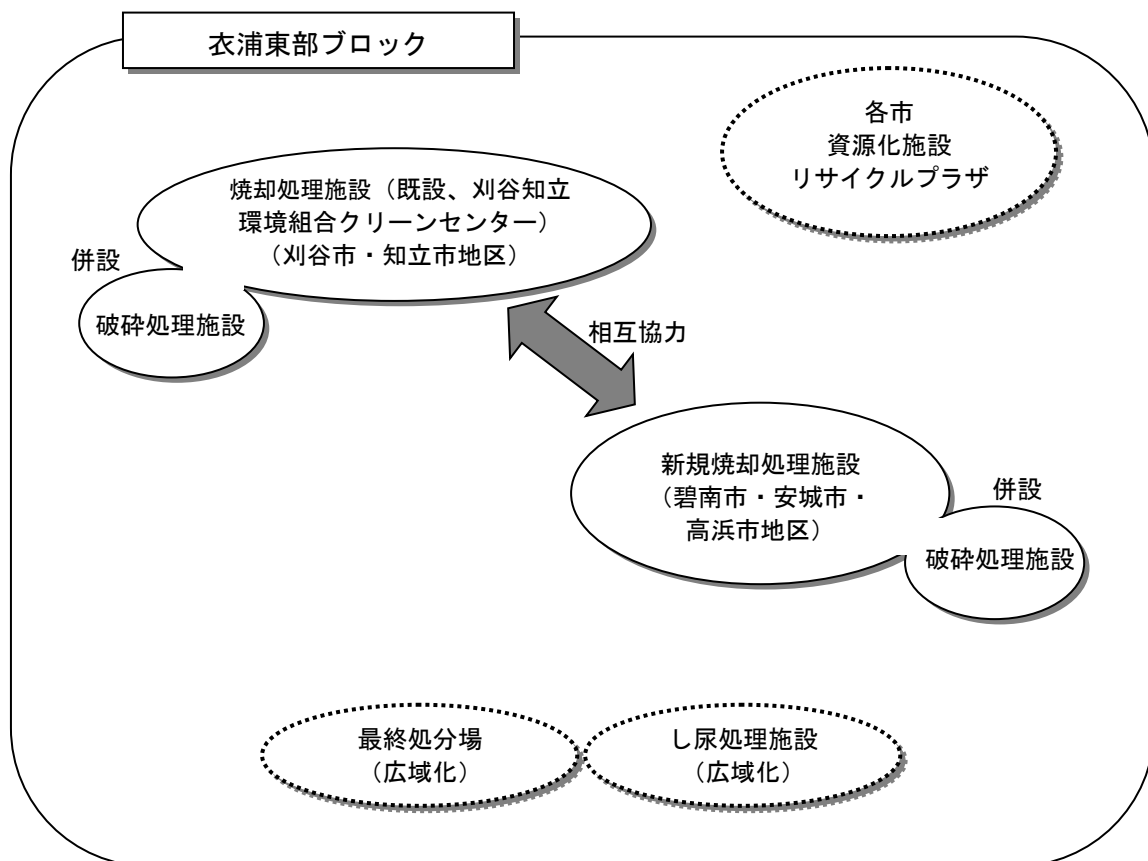 衣浦東部ブロック
各市
資源化施設
リサイクルプラザ
焼却処理施設（既設、刈谷知立
環境組合クリーンセンター）
（刈谷市・知立市地区）
併設
破砕処理施設
相互協力
新規焼却処理施設
（碧南市・安城市・
高浜市地区）
併設
破砕処理施設
最終処分場
（広域化）
し尿処理施設
（広域化）